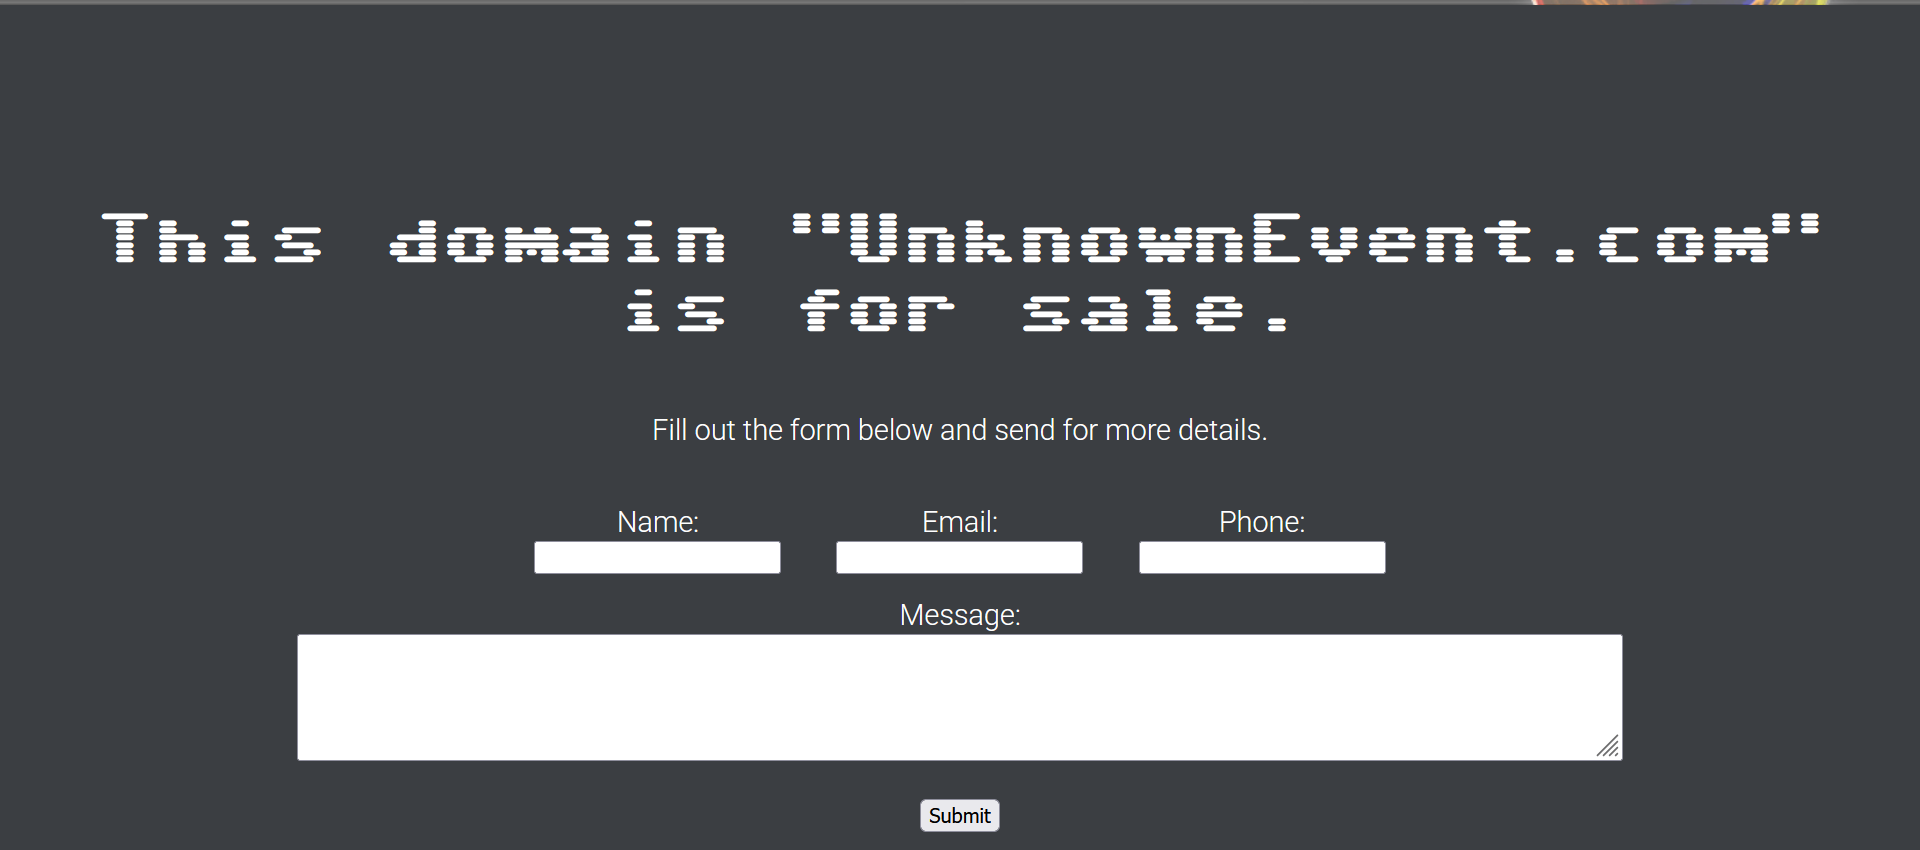 This domain "UnknownEvent.com"
is for sale.
Fill out the form below and send for more details.
Name: Email: Phone:
Message:
Submit